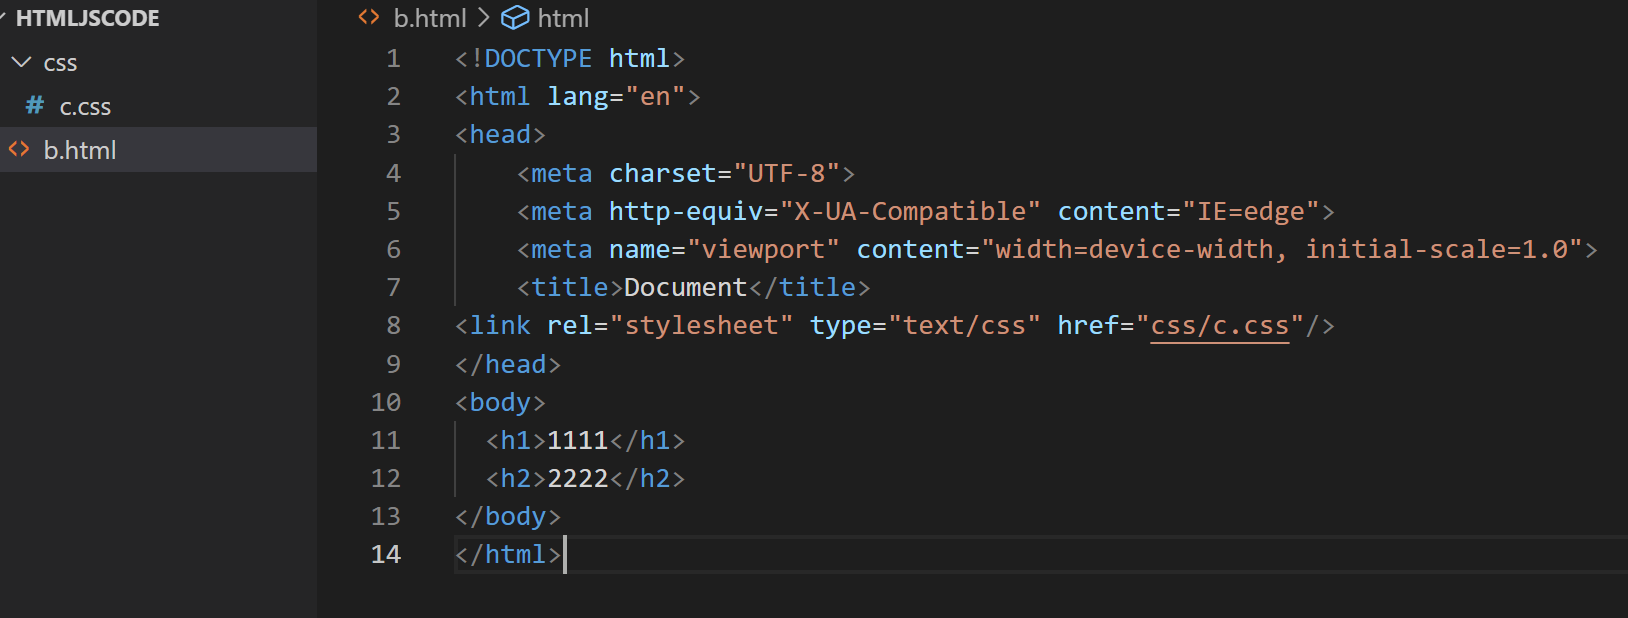 HTMLJSCODE
css
# c.css
<> b.html
<> b.html > html
1 <!DOCTYPE html>
2 <html lang="en">
3 <head>
4     <meta charset="UTF-8">
5     <meta http-equiv="X-UA-Compatible" content="IE=edge">
6     <meta name="viewport" content="width=device-width, initial-scale=1.0">
7     <title>Document</title>
8 <link rel="stylesheet" type="text/css" href="css/c.css"/>
9 </head>
10 <body>
11   <h1>1111</h1>
12   <h2>2222</h2>
13 </body>
14 </html>